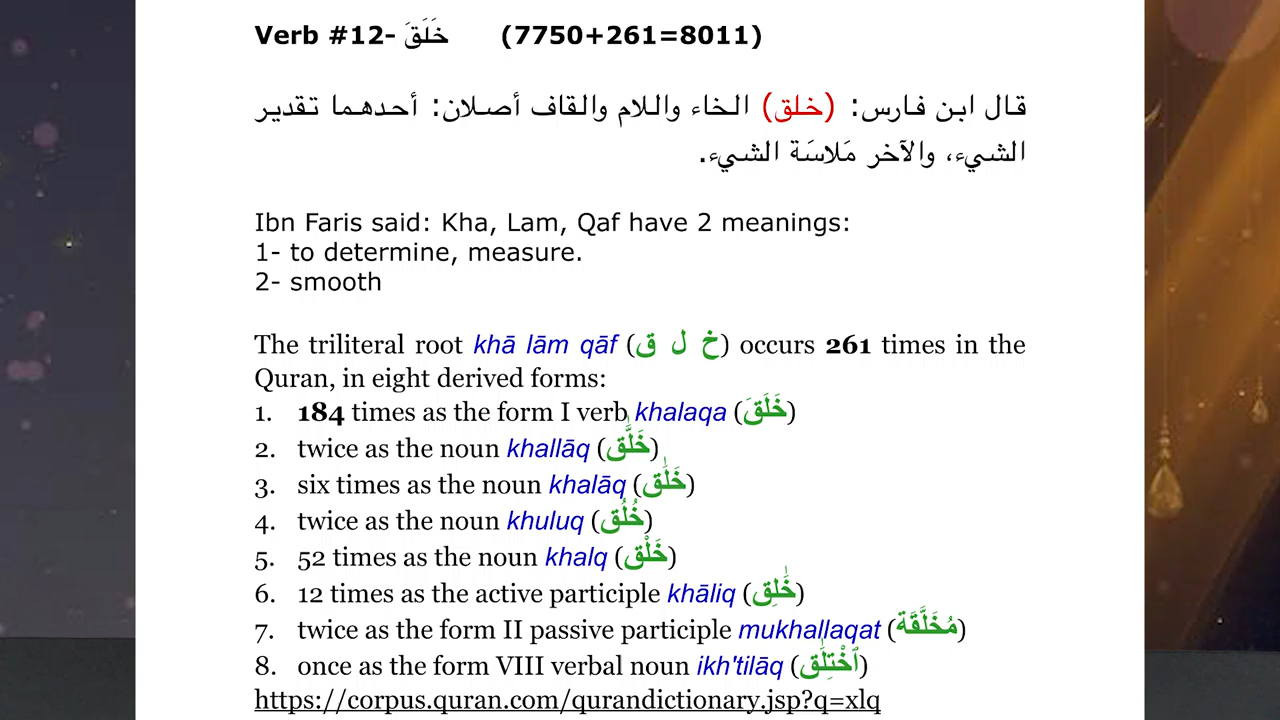 Verb #12- خَلَقَ (7750+261=8011)
قال ابن فارس: (خلق) الخاء واللام والقاف أصلان: أحدهما تقدير
الشيء، والآخر مَلاسَة الشيء.
Ibn Faris said: Kha, Lam, Qaf have 2 meanings:
1- to determine, measure.
2- smooth
The triliteral root khā lām qāf (خ ل ق) occurs 261 times in the
Quran, in eight derived forms:
1. 184 times as the form I verb khalaqa (خَلَقَ)
2. twice as the noun khallāq (خَلَّٰق)
3. six times as the noun khalāq (خَلَٰق)
4. twice as the noun khuluq (خُلُق)
5. 52 times as the noun khalq (خَلْق)
6. 12 times as the active participle khāliq (خَٰلِق)
7. twice as the form II passive participle mukhallaqat (مُخَلَّقَة)
8. once as the form VIII verbal noun ikh'tilāq (ٱخْتِلَٰق)
https://corpus.quran.com/qurandictionary.jsp?q=xlq